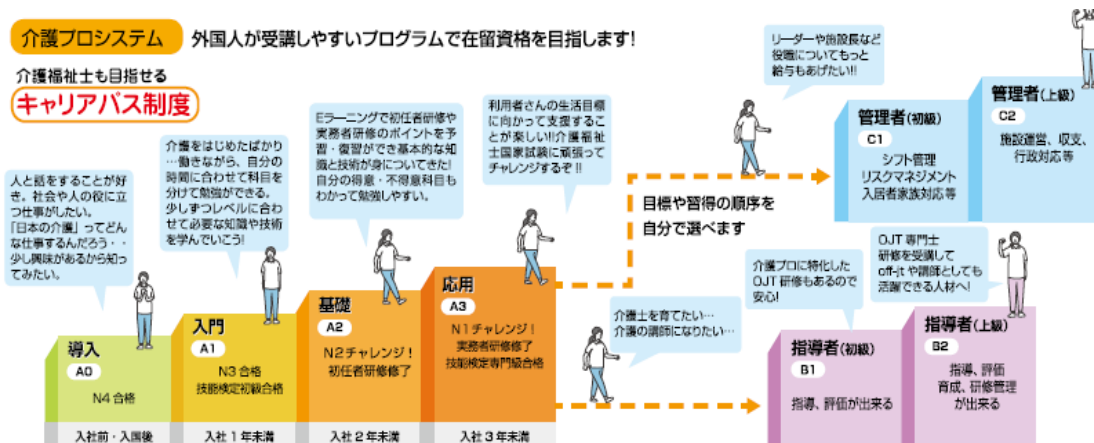 介護プロシステム
外国人が受講しやすいプログラムで在留資格を目指します!
介護福祉士も目指せる
キャリアパス制度
人と話をすることが好
き。社会や人の役に立
つ仕事がしたい。
「日本の介護」ってどん
な仕事するんだろう・・
少し興味があるから知っ
てみたい。
導入
A0
N4 合格
入社前・入国後
介護をはじめたばかり
…働きながら、自分の
時間に合わせて科目を
分けて勉強ができる。
少しずつレベルに合わ
せて必要な知識や技術
を学んでいこう!
入門
A1
N3 合格
技能検定初級合格
入社 1 年未満
Eラーニングで初任者研修や
実務者研修のポイントを予
習・復習ができ基本的な知
識と技術が身についてきた!
自分の得意・不得意科目も
わかって勉強しやすい。
基礎
A2
N2チャレンジ!
初任者研修修了
入社 2 年未満
利用者さんの生活目標
に向かって支援するこ
とが楽しい!!介護福祉
士国家試験に頑張って
チャレンジするぞ!!
応用
A3
N1チャレンジ!
実務者研修修了
技能検定専門級合格
入社 3 年未満
目標や習得の順序を
自分で選べます
リーダーや施設長など
役職についてもっと
給与もあげたい!!
管理者(初級)
C1
シフト管理
リスクマネジメント
入居者家族対応等
管理者(上級)
C2
施設運営、収支、
行政対応等
介護士を育てたい…
介護の講師になりたい…
介護プロに特化した
OJT 研修もあるので
安心!
指導者(初級)
B1
指導、評価が出来る
OJT 専門士
研修を受講して
off-jt や講師としても
活躍できる人材へ!
指導者(上級)
B2
指導、評価
育成、研修管理
が出来る